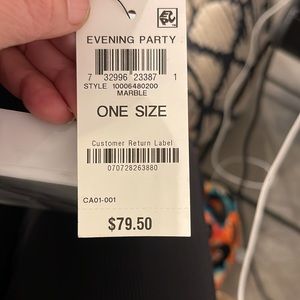 EVENING PARTY
7 32996 23387 1
STYLE 10006480200
MARBLE
ONE SIZE
Customer Return Label
070728263880
CA01-001
$79.50